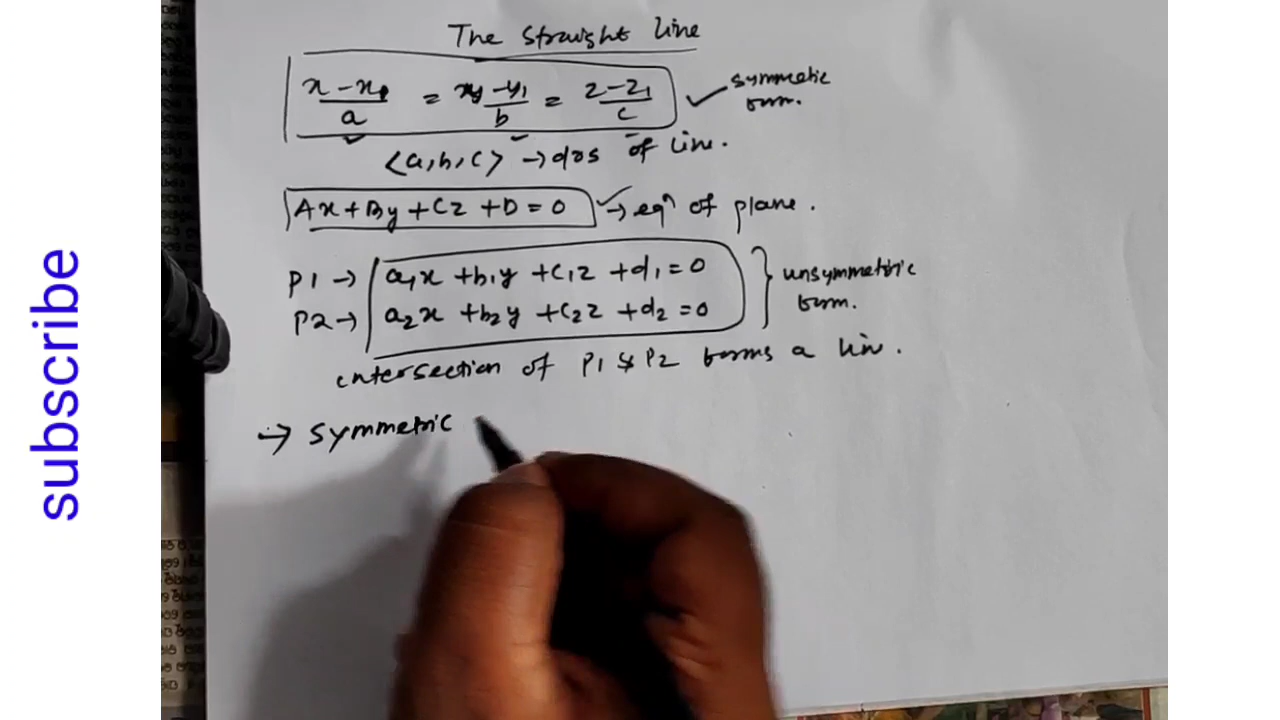 The straight line
x-x1/a = y-y1/b = z-z1/c symmetric form.
<a,b,c> → drs of line.
Ax+By+Cz+D=0 → eqn of plane.
P1 → a1x+b1y+c1z+d1=0
P2 → a2x+b2y+c2z+d2=0
unsymmetric form.
intersection of P1 & P2 forms a line.
→ symmetric
subscribe